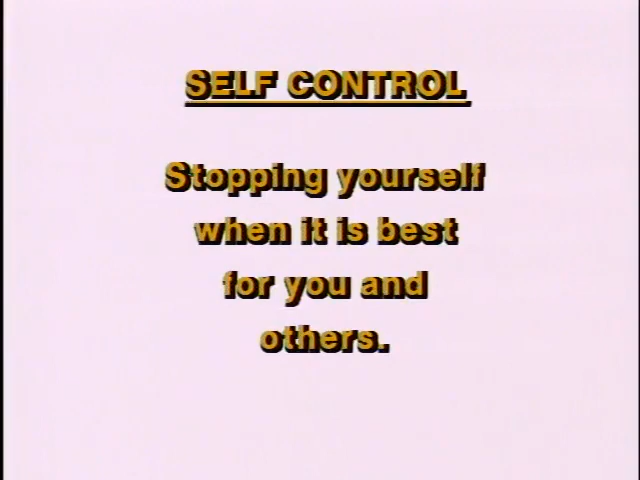 SELF CONTROL
Stopping yourself
when it is best
for you and
others.